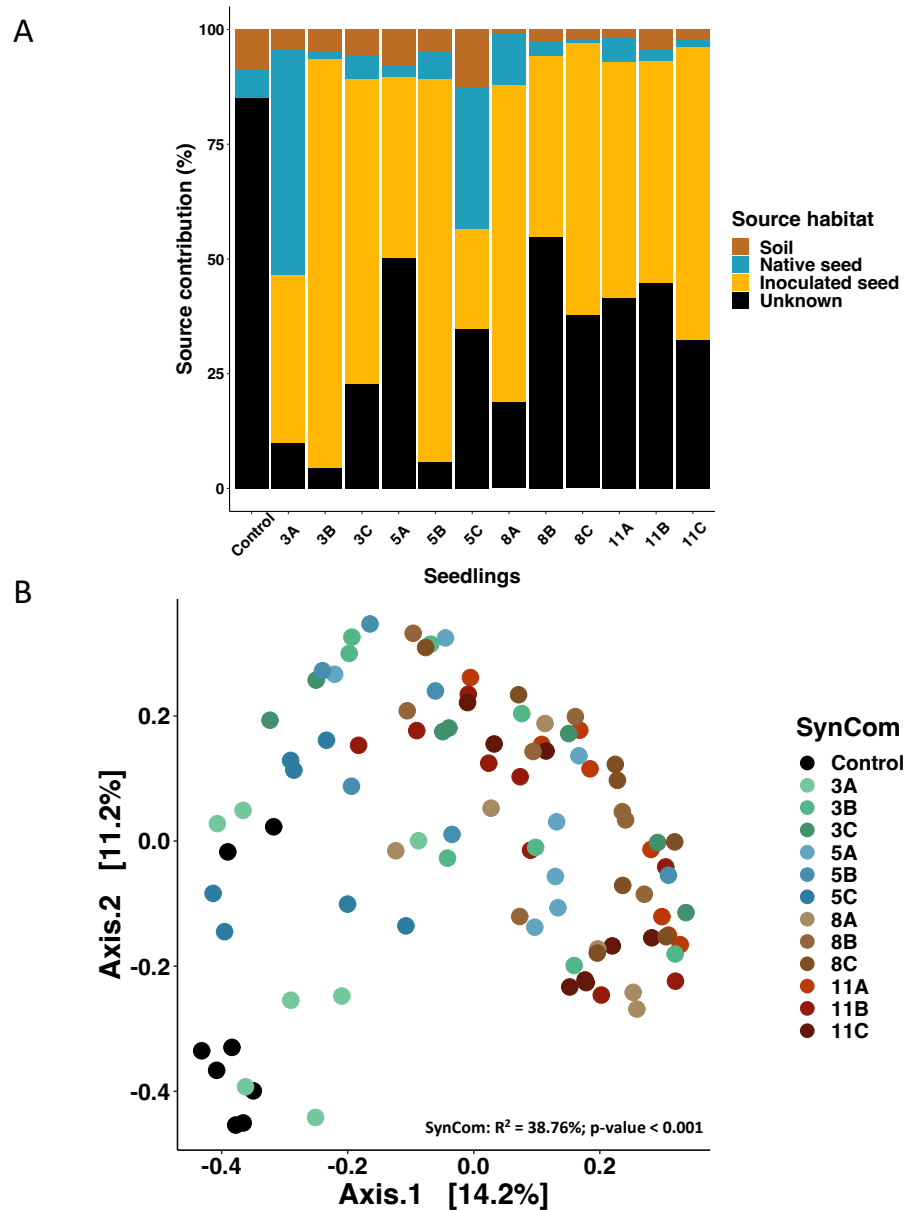 A
100
75
50
25
0
Source contribution (%)
Control 3A 3B 3C 5A 5B 5C 8A 8B 8C 11A 11B 11C
Seedlings
Source habitat
Soil
Native seed
Inoculated seed
Unknown
B
0.2
0.0
-0.2
-0.4
Axis.2 [11.2%]
SynCom: R² = 38.76%; p-value < 0.001
-0.4 -0.2 0.0 0.2
Axis.1 [14.2%]
SynCom
Control
3A
3B
3C
5A
5B
5C
8A
8B
8C
11A
11B
11C